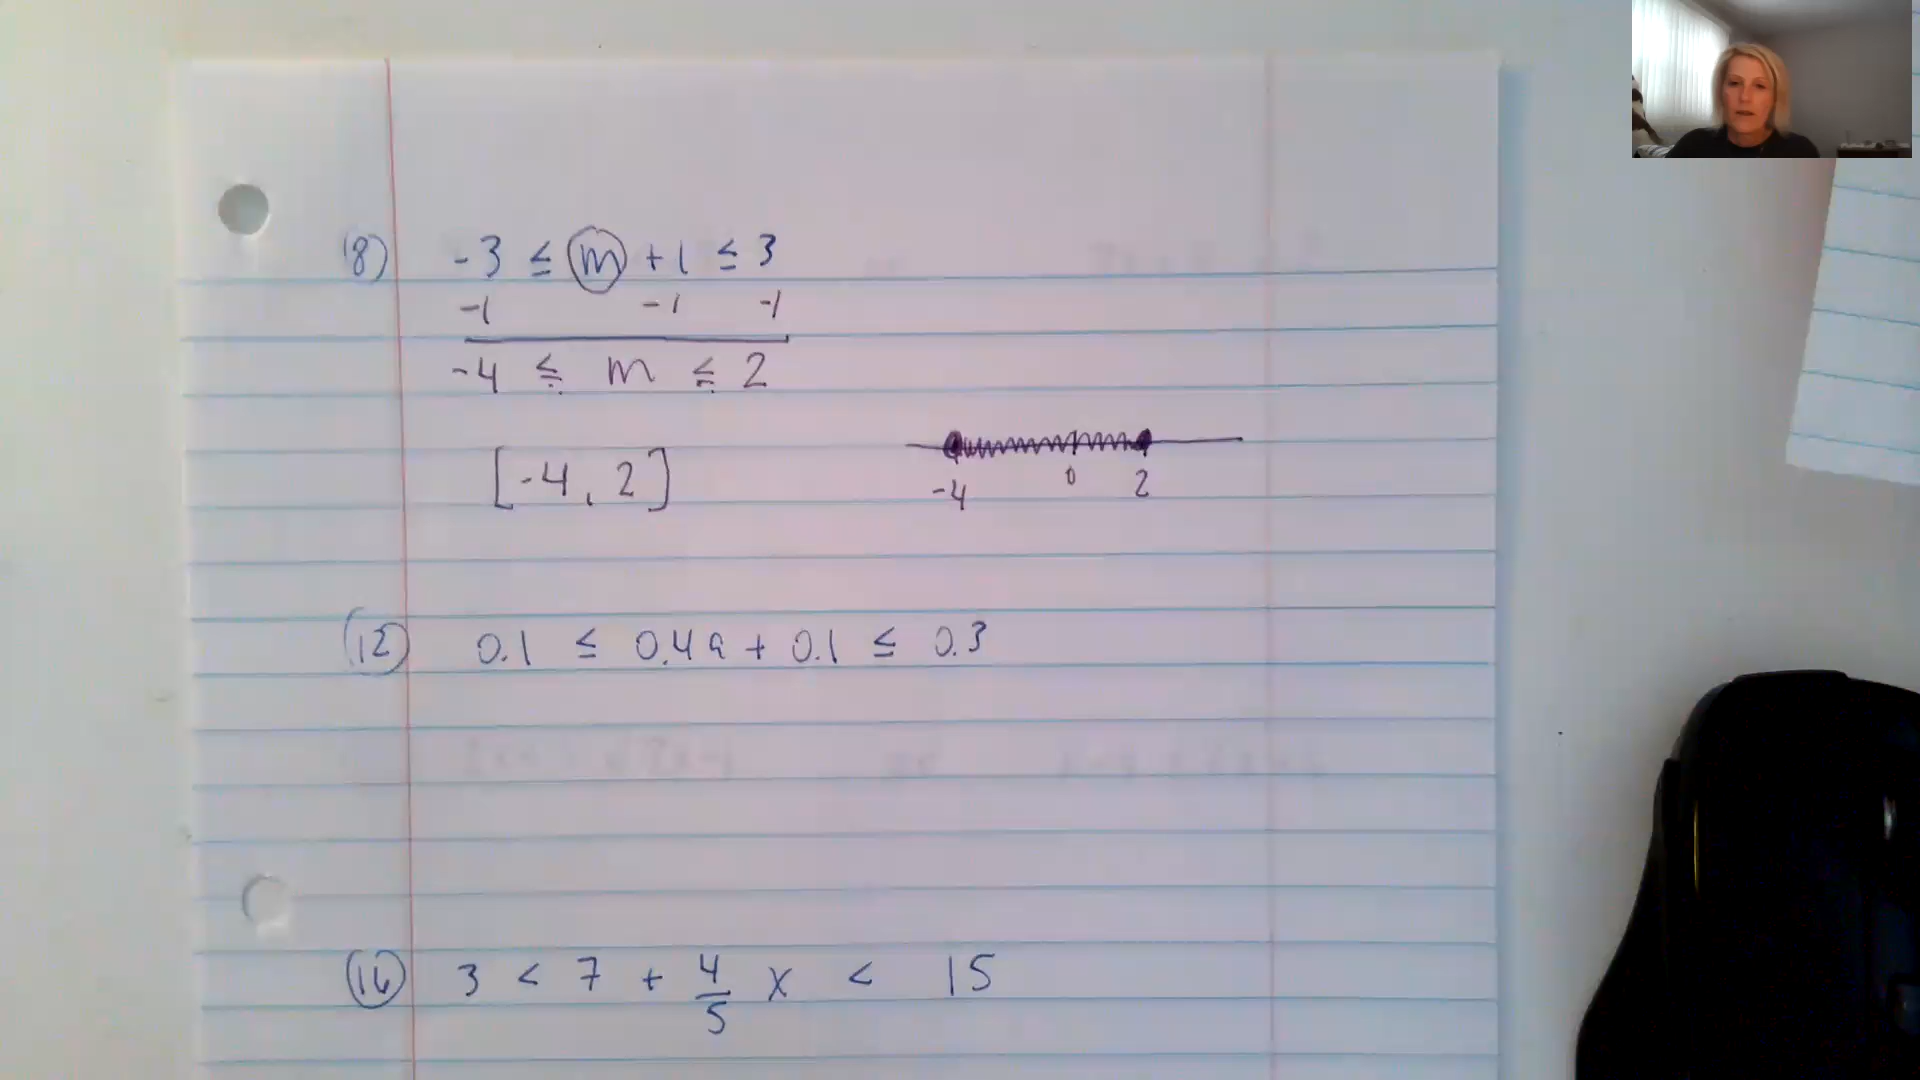 (8) -3 ≤ m + 1 ≤ 3
-1 -1 -1
-4 ≤ m ≤ 2
[-4, 2]
-4 0 2
(12) 0.1 ≤ 0.4a + 0.1 ≤ 0.3
(16) 3 < 7 + 4/5 x < 15